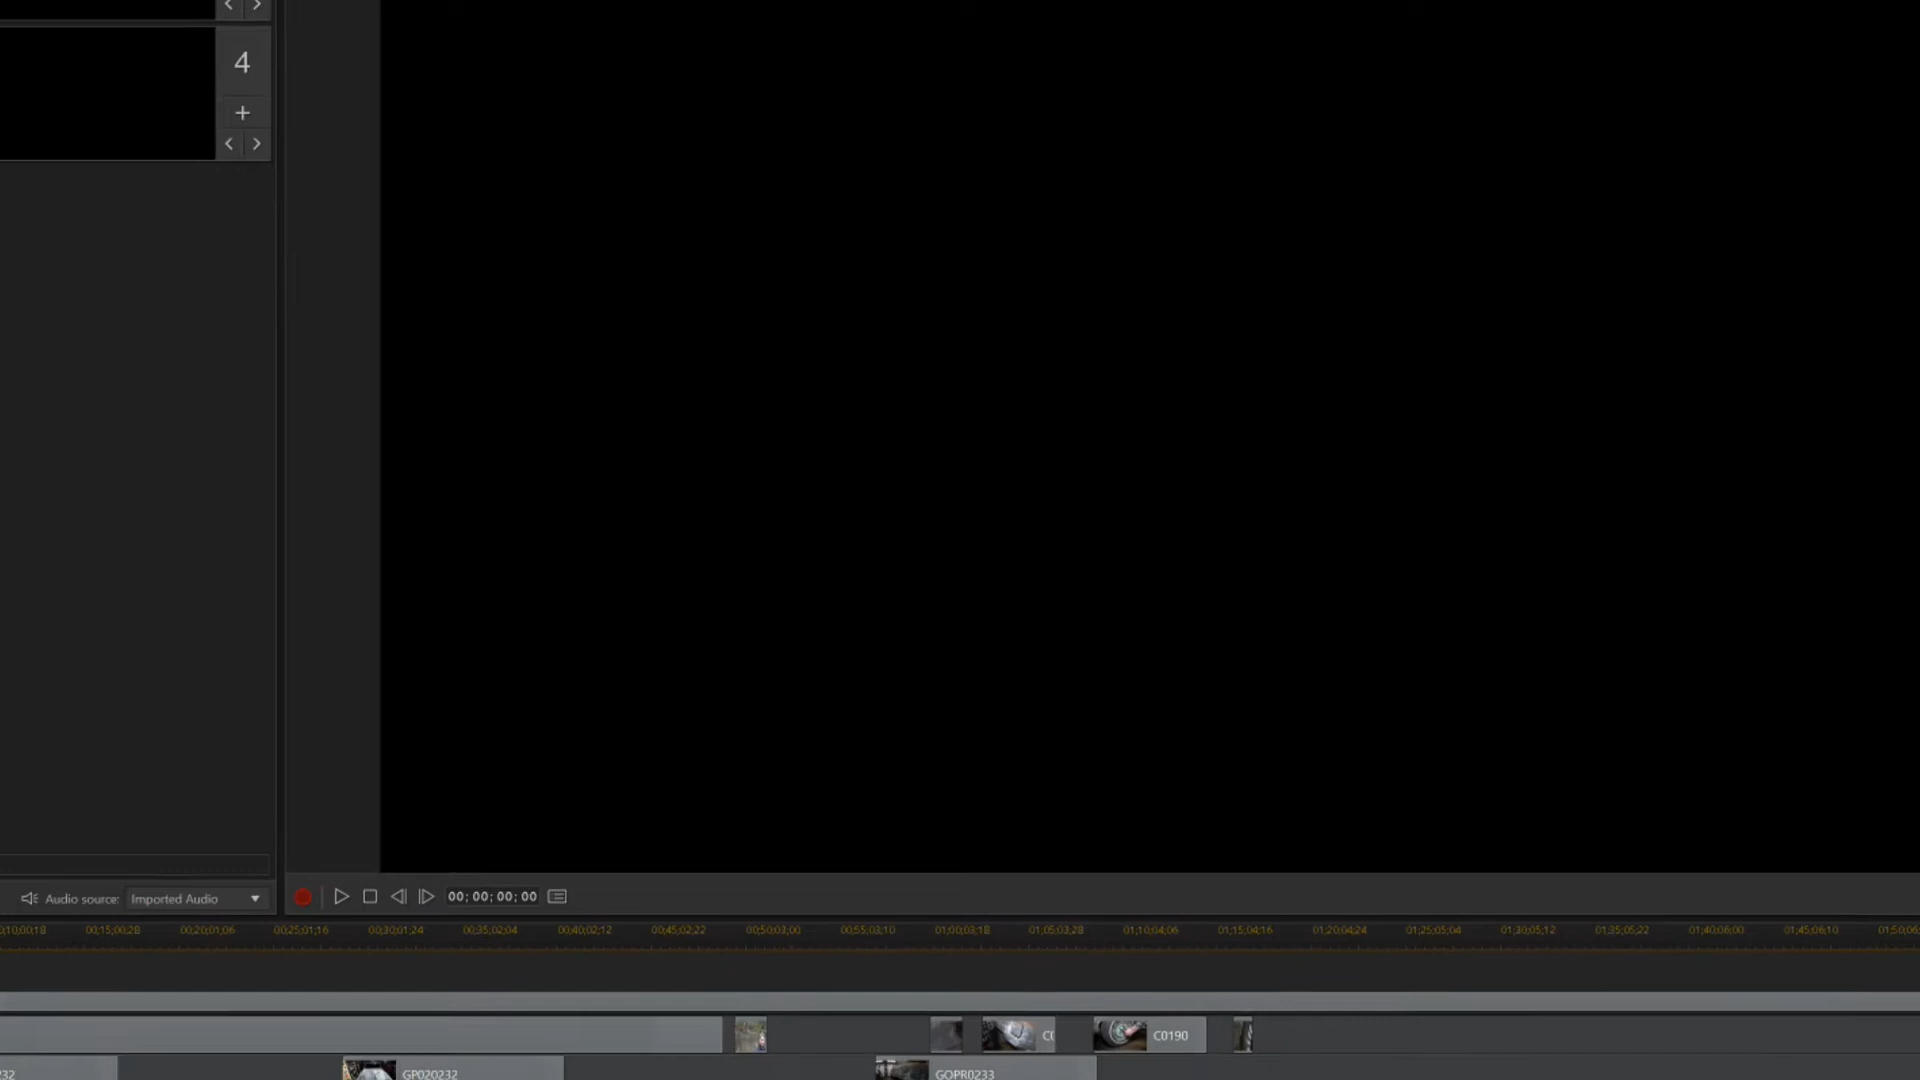 4
+
Audio source: Imported Audio
00; 00; 00; 00
00;15;00;28 00;20;01;06 00;25;01;16 00;30;01;24 00;35;02;04 00;40;02;12 00;45;02;22 00;50;03;00 00;55;03;10 01;00;03;18 01;05;03;28 01;10;04;06 01;15;04;16 01;20;04;24 01;25;05;04 01;30;05;12 01;35;05;22 01;40;06;00 01;45;06;10
C0190
GP020232 GOPR0233